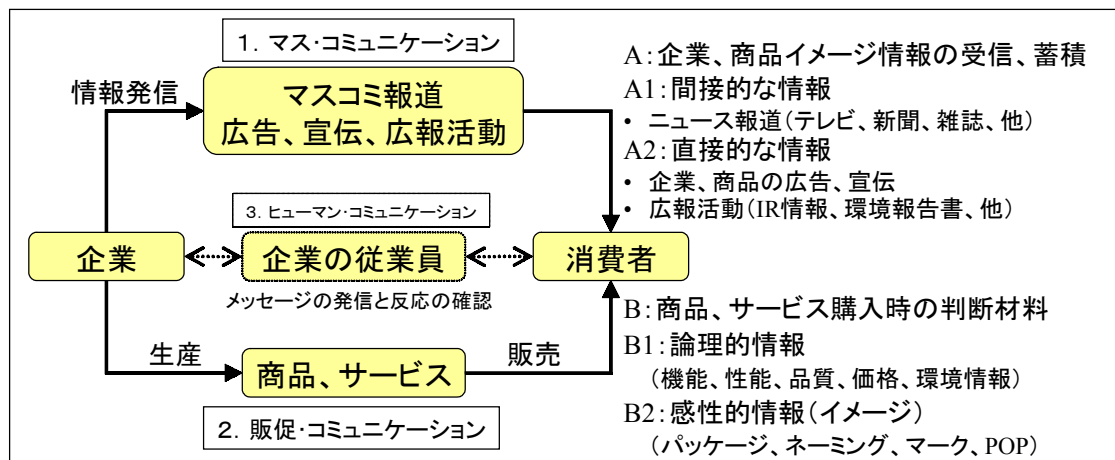 1．マス・コミュニケーション
情報発信
マスコミ報道
広告、宣伝、広報活動
3．ヒューマン・コミュニケーション
企業
企業の従業員
消費者
メッセージの発信と反応の確認
生産
商品、サービス
販売
2．販促・コミュニケーション
A：企業、商品イメージ情報の受信、蓄積
A1：間接的な情報
• ニュース報道（テレビ、新聞、雑誌、他）
A2：直接的な情報
• 企業、商品の広告、宣伝
• 広報活動（IR情報、環境報告書、他）
B：商品、サービス購入時の判断材料
B1：論理的情報
（機能、性能、品質、価格、環境情報）
B2：感性的情報（イメージ）
（パッケージ、ネーミング、マーク、POP）